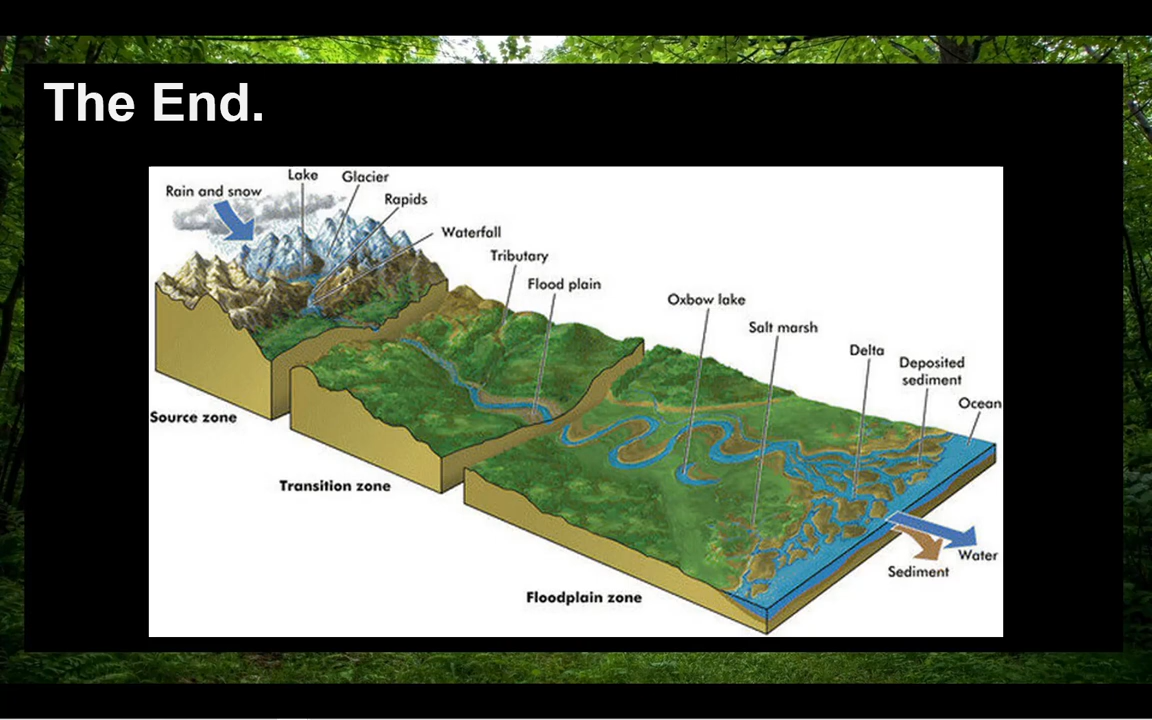 The End.
Lake
Glacier
Rain and snow
Rapids
Waterfall
Tributary
Flood plain
Oxbow lake
Salt marsh
Delta
Deposited
sediment
Ocean
Source zone
Transition zone
Water
Sediment
Floodplain zone